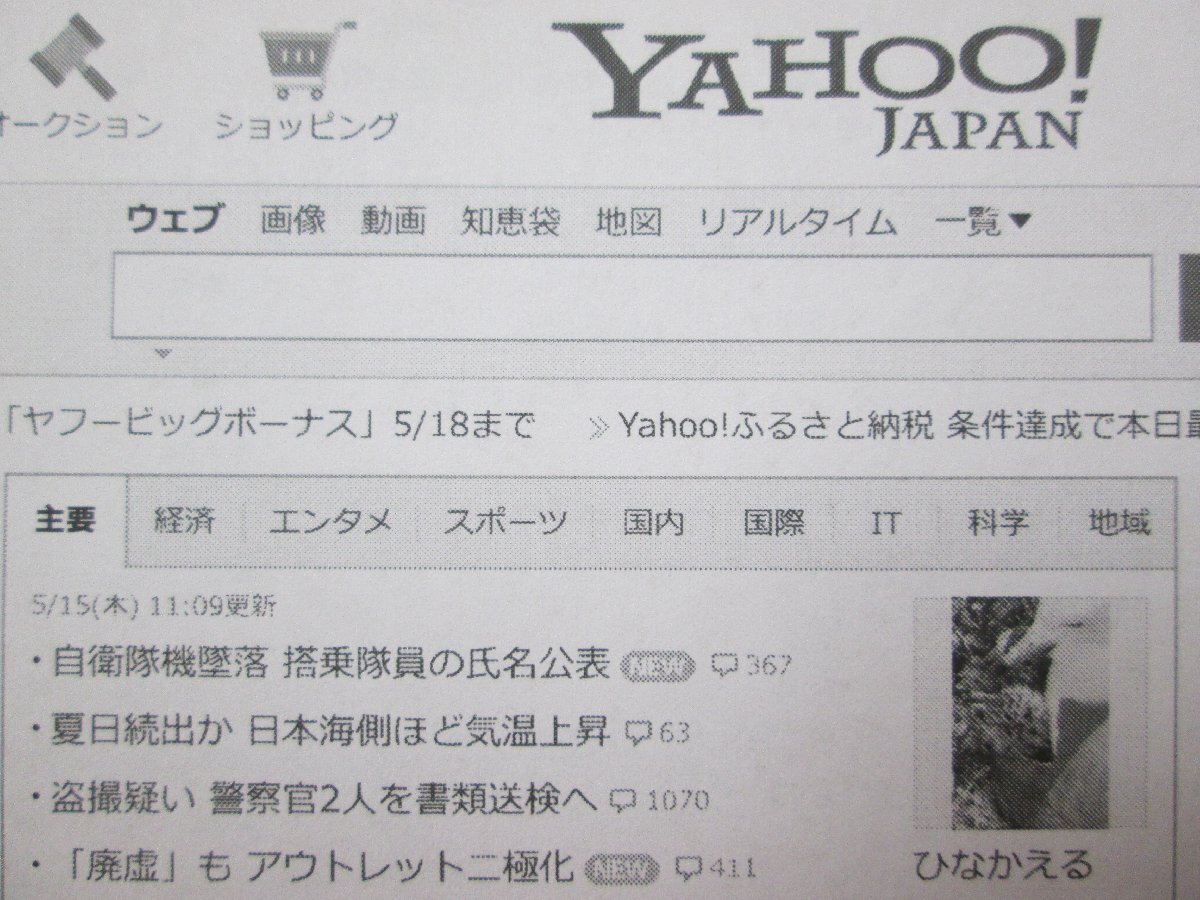 オークション ショッピング YAHOO!
JAPAN
ウェブ 画像 動画 知恵袋 地図 リアルタイム 一覧▼
「ヤフービッグボーナス」5/18まで ≫ Yahoo!ふるさと納税 条件達成で本日最
主要 経済 エンタメ スポーツ 国内 国際 IT 科学 地域
5/15(木) 11:09更新
・自衛隊機墜落 搭乗隊員の氏名公表 NEW 367
・夏日続出か 日本海側ほど気温上昇 63
・盗撮疑い 警察官2人を書類送検へ 1070
・「廃虚」も アウトレット二極化 NEW 411
ひなかえる